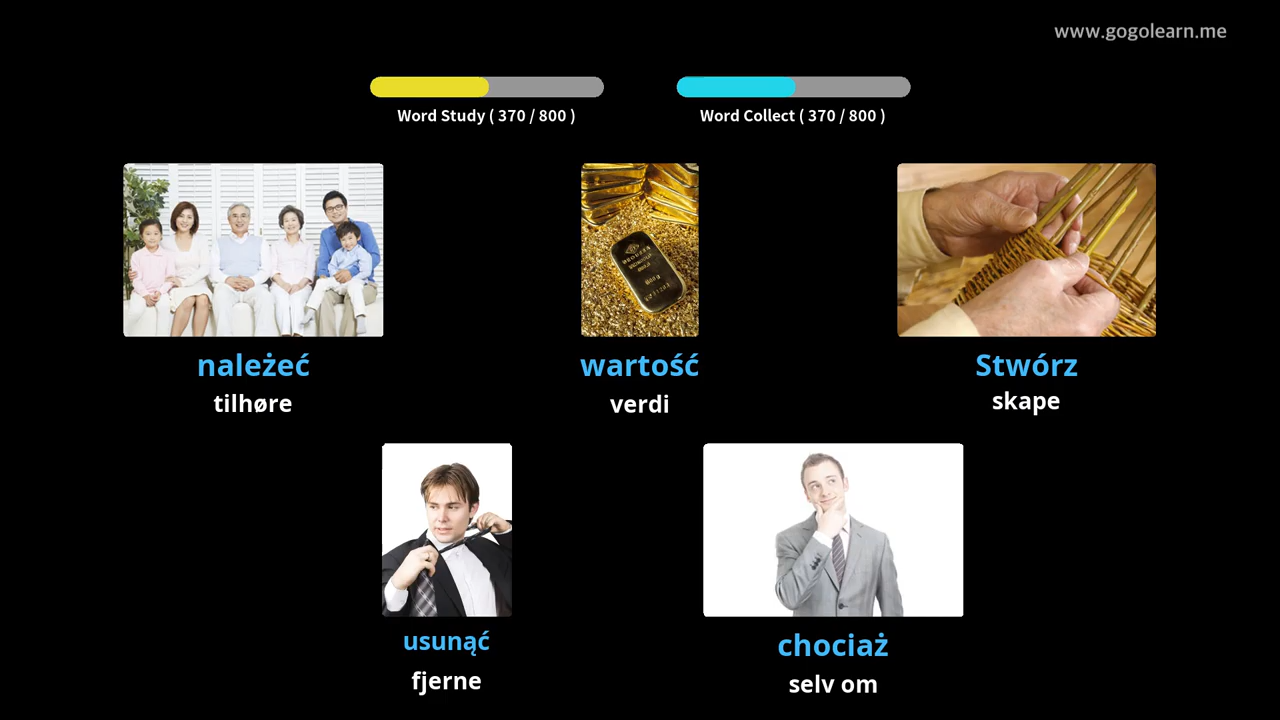 www.gogolearn.me
Word Study ( 370 / 800 )
Word Collect ( 370 / 800 )
należeć
tilhøre
wartość
verdi
Stwórz
skape
usunąć
fjerne
chociaż
selv om